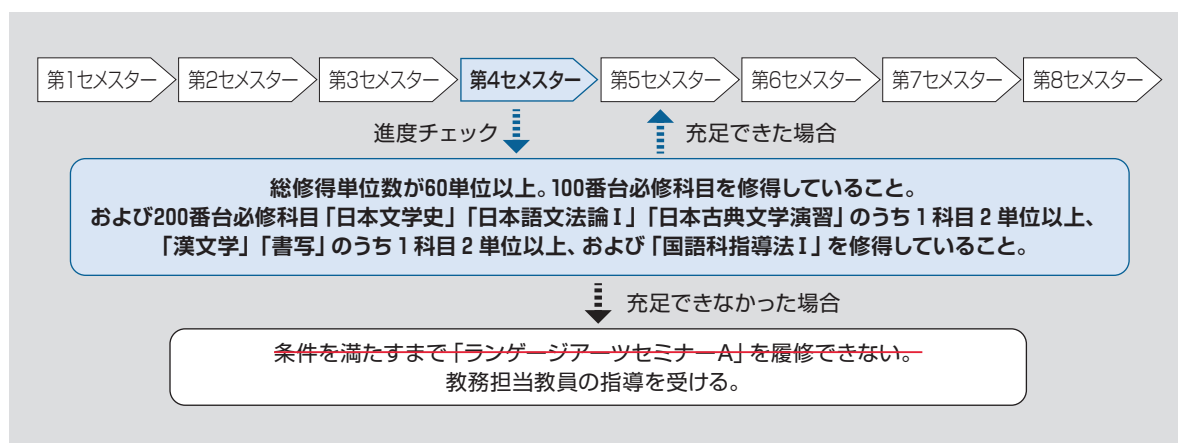 第1セメスター 第2セメスター 第3セメスター 第4セメスター 第5セメスター 第6セメスター 第7セメスター 第8セメスター
進度チェック 充足できた場合
総修得単位数が60単位以上。100番台必修科目を修得していること。
および200番台必修科目「日本文学史」「日本語文法論Ⅰ」「日本古典文学演習」のうち1科目2単位以上、
「漢文学」「書写」のうち1科目2単位以上、および「国語科指導法Ⅰ」を修得していること。
充足できなかった場合
条件を満たすまで「ランゲージアーツセミナーA」を履修できない。
教務担当教員の指導を受ける。